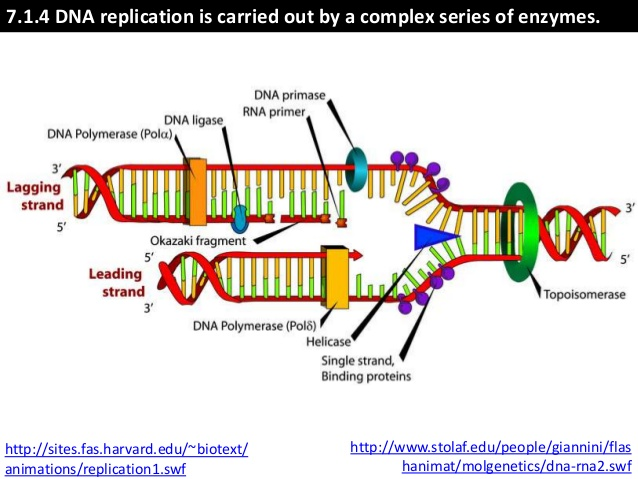 7.1.4 DNA replication is carried out by a complex series of enzymes.
DNA primase
RNA primer
DNA ligase
DNA Polymerase (Polα)
3’
Lagging
strand
5’
Okazaki fragment
3’
5’
Topoisomerase
5’
Leading
strand
3’
DNA Polymerase (Polδ)
Helicase
Single strand,
Binding proteins
http://sites.fas.harvard.edu/~biotext/
animations/replication1.swf
http://www.stolaf.edu/people/giannini/flas
hanimat/molgenetics/dna-rna2.swf